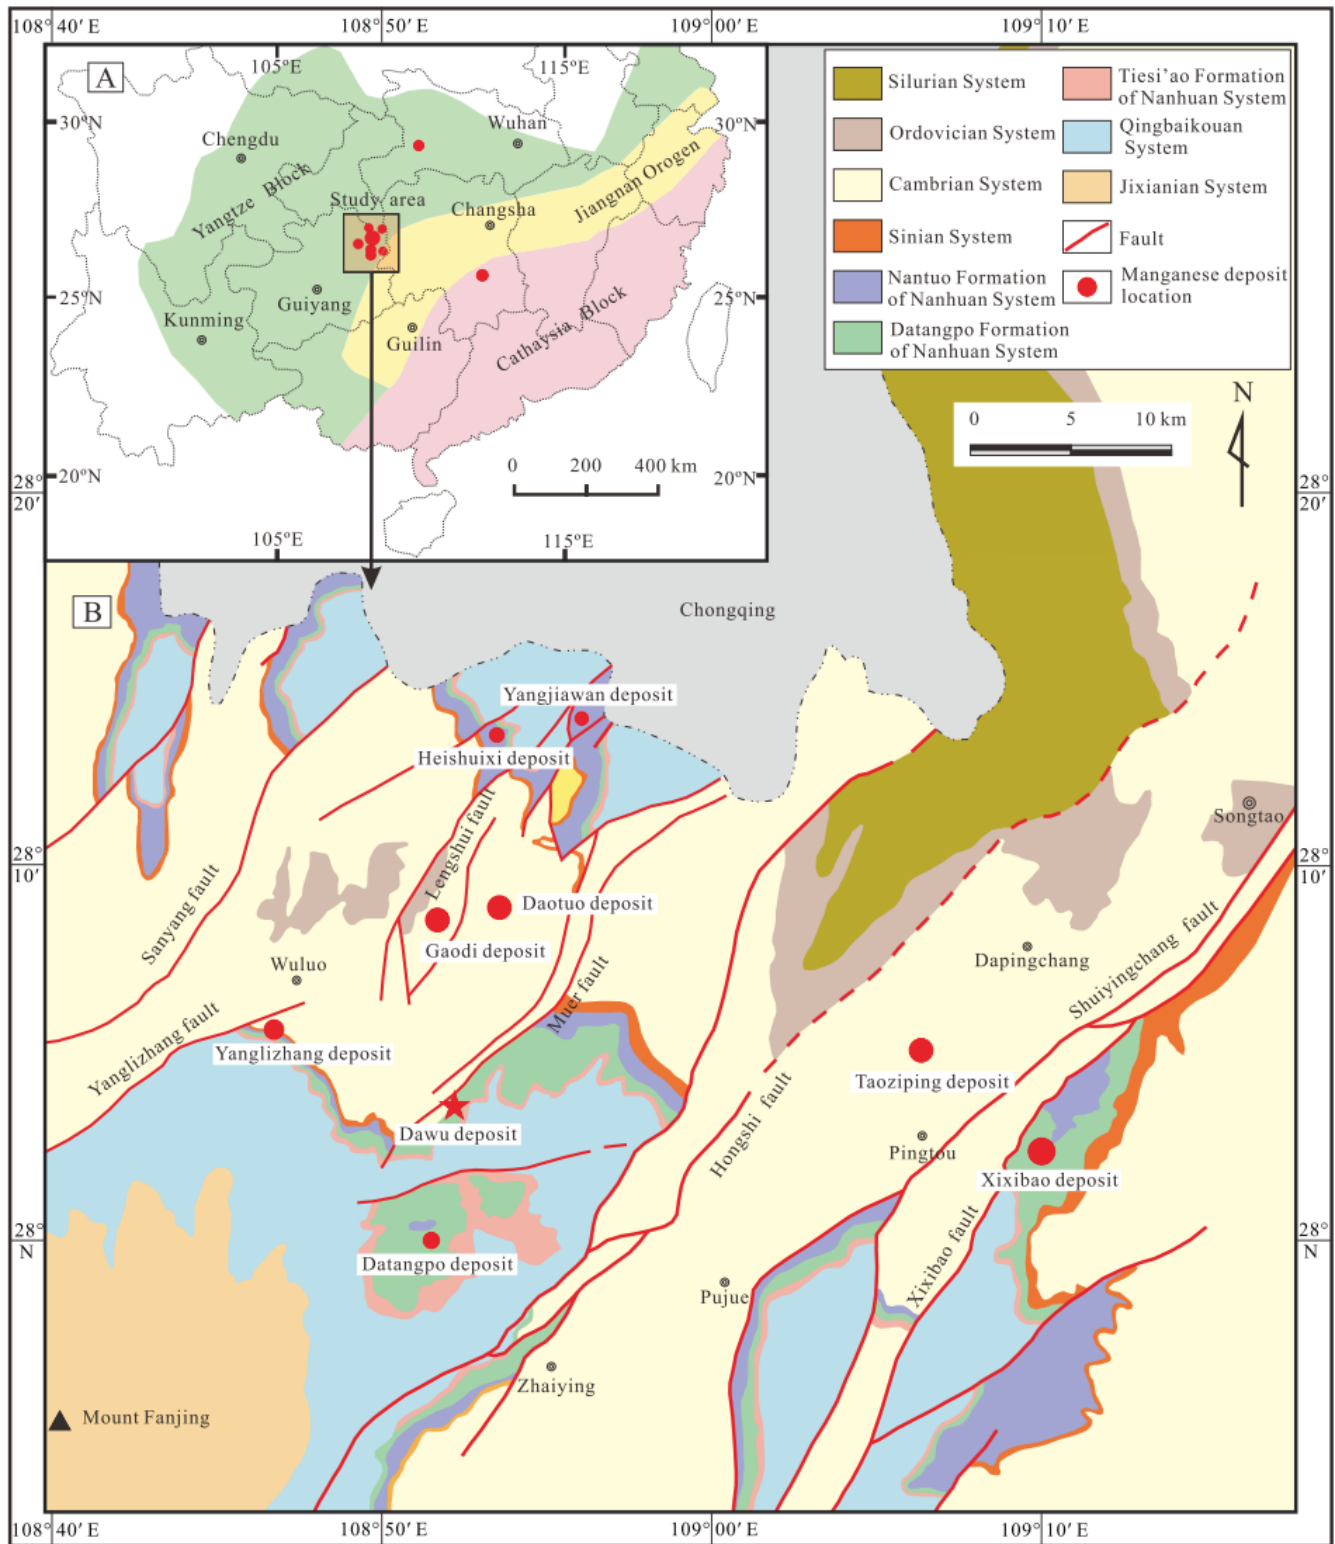 108°40′ E
108°50′ E
109°00′ E
109°10′ E
A
105°E
115°E
30°N
30°N
Chengdu
Wuhan
Yangtze Block
Study area
Changsha
Jiangnan Orogen
25°N
25°N
Guiyang
Kunming
Guilin
Cathaysia Block
0 200 400 km
20°N
20°N
105°E
115°E
Silurian System
Ordovician System
Cambrian System
Sinian System
Nantuo Formation
of Nanhuan System
Datangpo Formation
of Nanhuan System
Tiesi’ao Formation
of Nanhuan System
Qingbaikouan
System
Jixianian System
Fault
Manganese deposit
location
N
0 5 10 km
28°
20′
28°
20′
B
Chongqing
Yangjiawan deposit
Heishuixi deposit
Songtao
28°
10′
28°
10′
Lengshui fault
Sanyang fault
Daotuo deposit
Gaodi deposit
Wuluo
Dapingchang
Shuiyingchang fault
Muer fault
Yanglizhang fault
Yanglizhang deposit
Taoziping deposit
Dawu deposit
Hongshi fault
Pingtou
Xixibao deposit
28°
N
28°
N
Datangpo deposit
Xixibao fault
Pujue
Zhaiying
Mount Fanjing
108°40′ E
108°50′ E
109°00′ E
109°10′ E